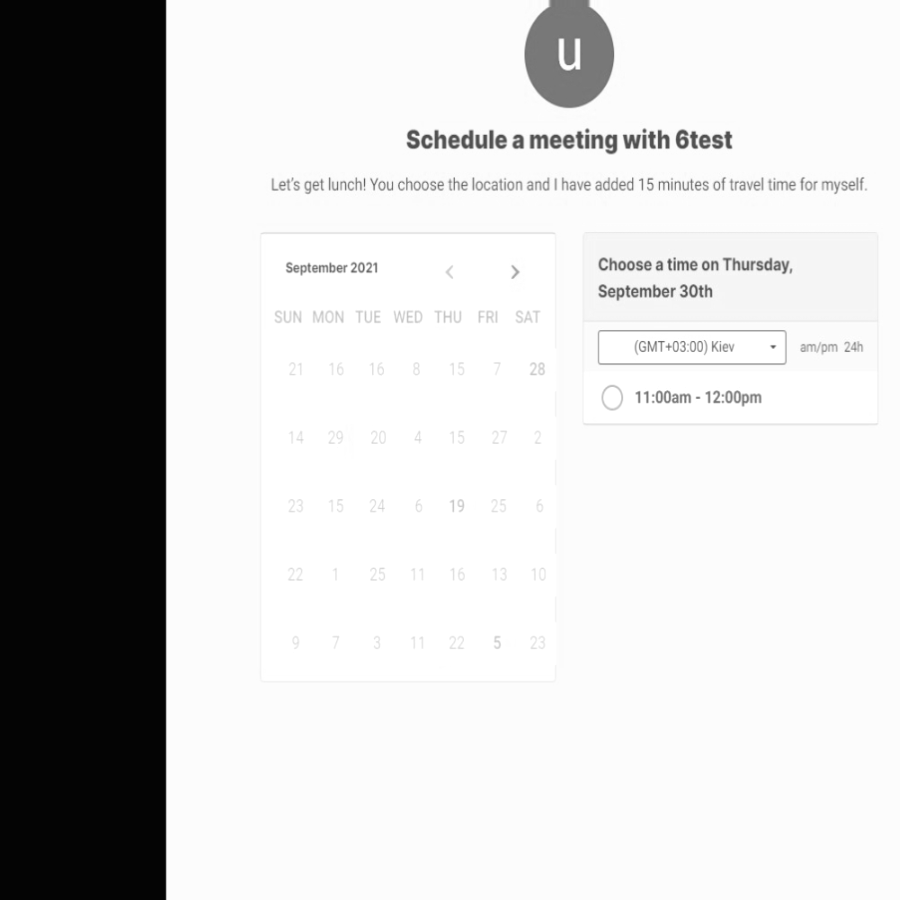 u
Schedule a meeting with 6test
Let's get lunch! You choose the location and I have added 15 minutes of travel time for myself.
September 2021
SUN MON TUE WED THU FRI SAT
21 16 16 8 15 7 28
14 29 20 4 15 27 2
23 15 24 6 19 25 6
22 1 25 11 16 13 10
9 7 3 11 22 5 23
Choose a time on Thursday,
September 30th
(GMT+03:00) Kiev am/pm 24h
11:00am - 12:00pm